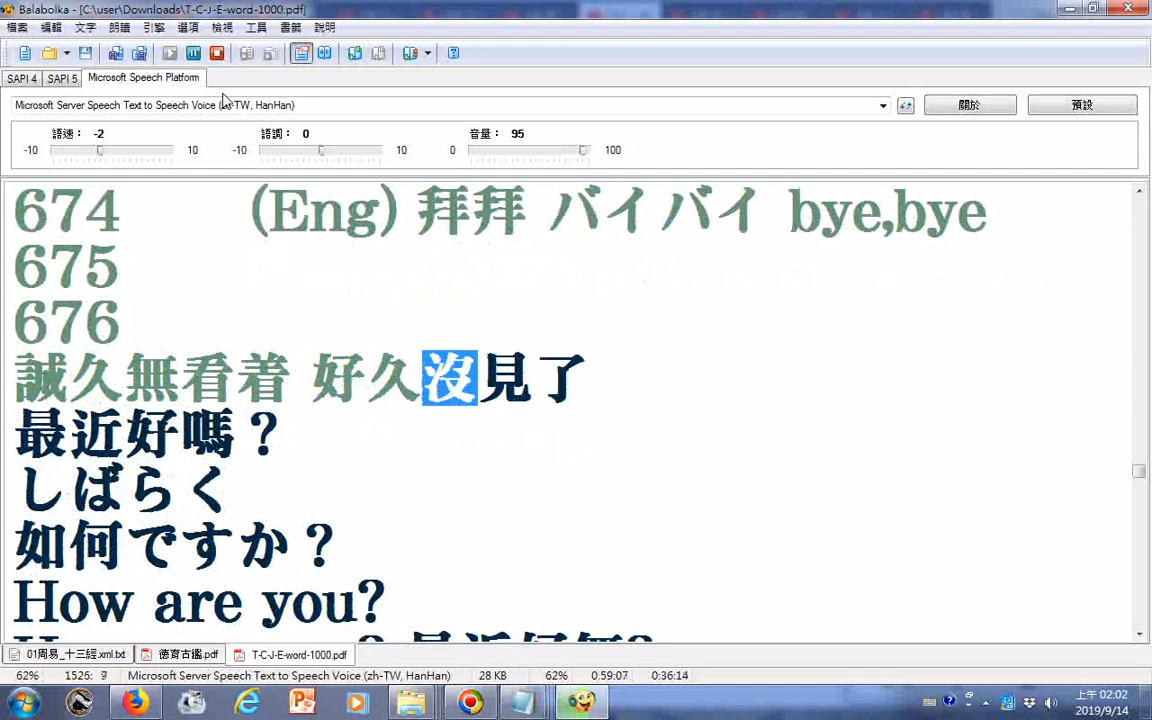 Balabolka - [C:\user\Downloads\T-C-J-E-word-1000.pdf]
檔案 編輯 文字 朗讀 引擎 選項 檢視 工具 書籤 說明
SAPI 4 SAPI 5 Microsoft Speech Platform
Microsoft Server Speech Text to Speech Voice (zh-TW, HanHan) 關於 預設
語速： -2 語調： 0 音量： 95
-10 10 -10 10 0 100
674 (Eng) 拜拜 バイバイ bye,bye
675
676
誠久無看着 好久沒見了
最近好嗎？
しばらく
如何ですか？
How are you?
01周易_十三經.xml.txt 德育古鑑.pdf T-C-J-E-word-1000.pdf
62% 1525: 9 Microsoft Server Speech Text to Speech Voice (zh-TW, HanHan) 28 KB 62% 0:59:07 0:36:14
上午 02:02
2019/9/14